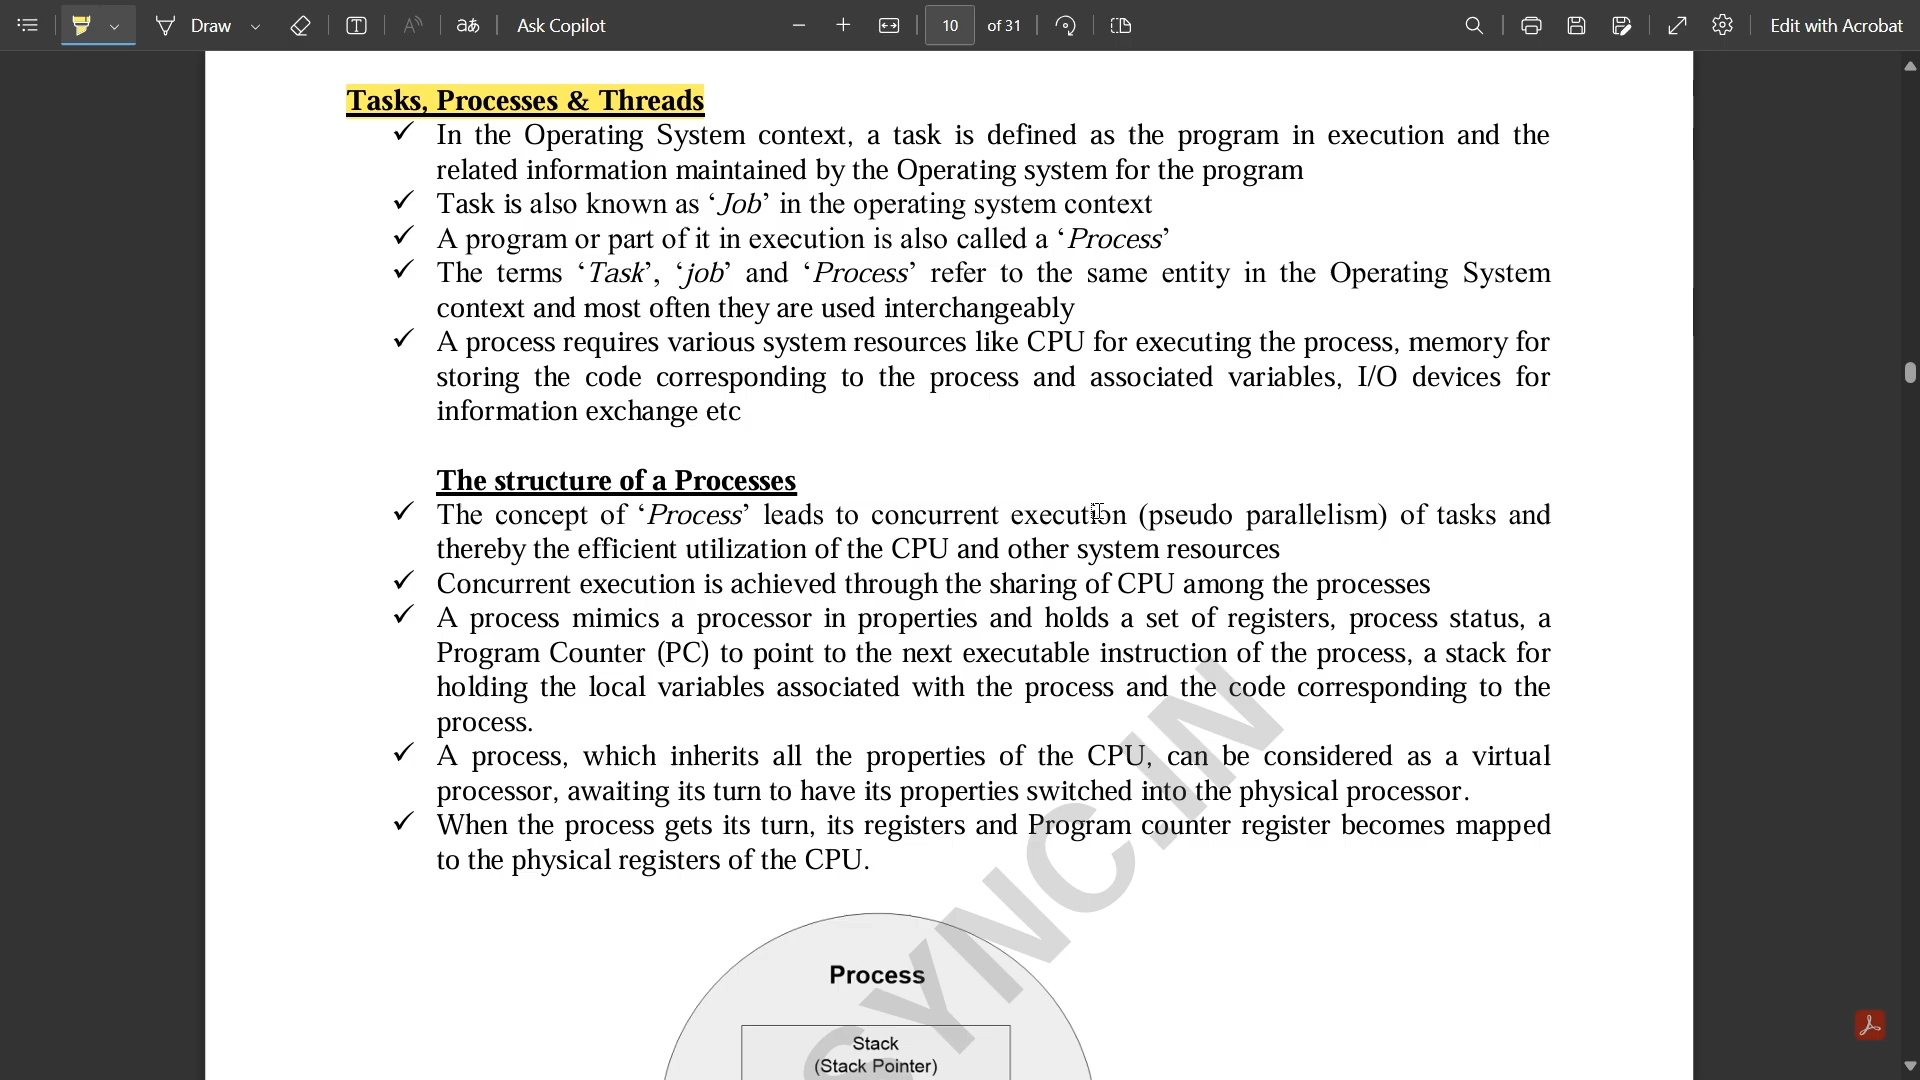 Draw
Ask Copilot
10 of 31
Edit with Acrobat
Tasks, Processes & Threads
✓ In the Operating System context, a task is defined as the program in execution and the
related information maintained by the Operating system for the program
✓ Task is also known as ‘Job’ in the operating system context
✓ A program or part of it in execution is also called a ‘Process’
✓ The terms ‘Task’, ‘job’ and ‘Process’ refer to the same entity in the Operating System
context and most often they are used interchangeably
✓ A process requires various system resources like CPU for executing the process, memory for
storing the code corresponding to the process and associated variables, I/O devices for
information exchange etc
The structure of a Processes
✓ The concept of ‘Process’ leads to concurrent execution (pseudo parallelism) of tasks and
thereby the efficient utilization of the CPU and other system resources
✓ Concurrent execution is achieved through the sharing of CPU among the processes
✓ A process mimics a processor in properties and holds a set of registers, process status, a
Program Counter (PC) to point to the next executable instruction of the process, a stack for
holding the local variables associated with the process and the code corresponding to the
process.
✓ A process, which inherits all the properties of the CPU, can be considered as a virtual
processor, awaiting its turn to have its properties switched into the physical processor.
✓ When the process gets its turn, its registers and Program counter register becomes mapped
to the physical registers of the CPU.
SYNC.IN
Process
Stack
(Stack Pointer)